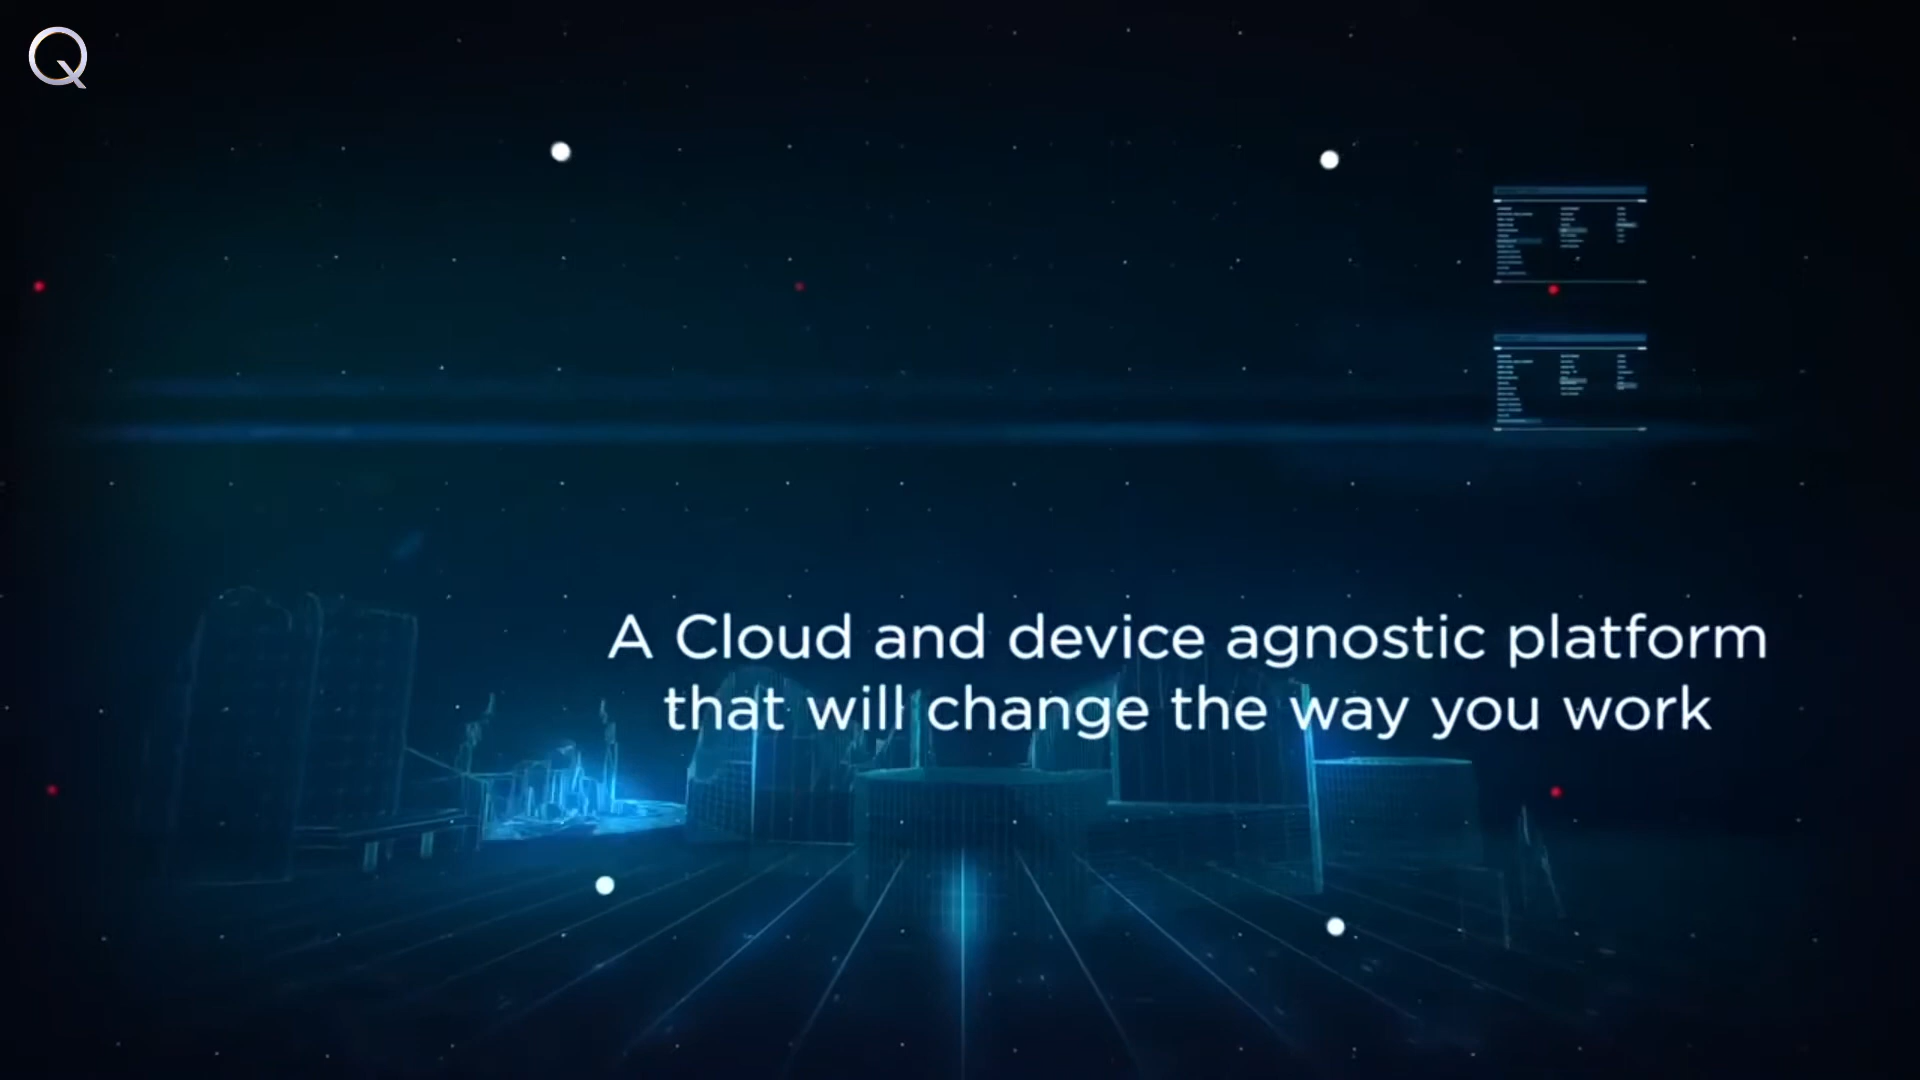 Q
A Cloud and device agnostic platform
that will change the way you work